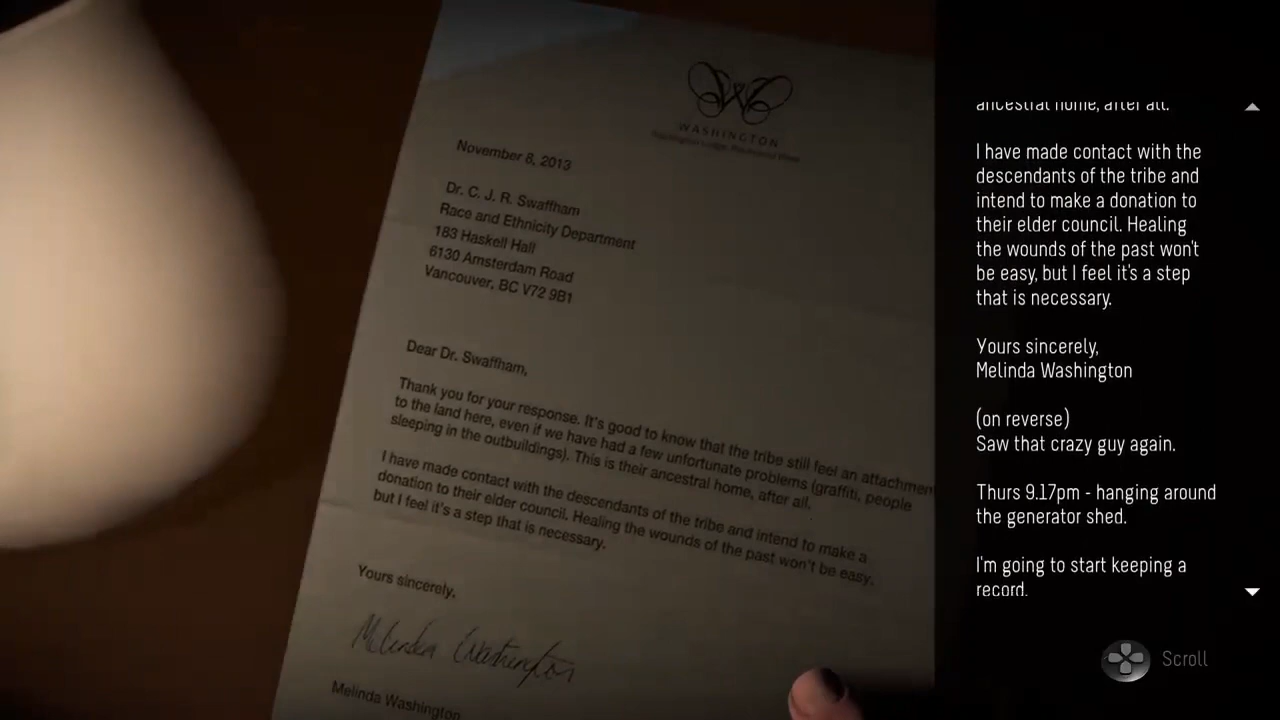 W
WASHINGTON
November 8, 2013
Dr. C. J. R. Swaffham
Race and Ethnicity Department
183 Haskell Hall
6130 Amsterdam Road
Vancouver, BC V72 9B1
Dear Dr. Swaffham,
Thank you for your response. It's good to know that the tribe still feel an attachmen
to the land here, even if we have had a few unfortunate problems (graffiti, people
sleeping in the outbuildings). This is their ancestral home, after all.
I have made contact with the descendants of the tribe and intend to make a
donation to their elder council. Healing the wounds of the past won't be easy,
but I feel it's a step that is necessary.
Yours sincerely,
Melinda Washington
Melinda Washington
ancestral home, after all.
I have made contact with the
descendants of the tribe and
intend to make a donation to
their elder council. Healing
the wounds of the past won't
be easy, but I feel it's a step
that is necessary.
Yours sincerely,
Melinda Washington
(on reverse)
Saw that crazy guy again.
Thurs 9.17pm - hanging around
the generator shed.
I'm going to start keeping a
record.
Scroll